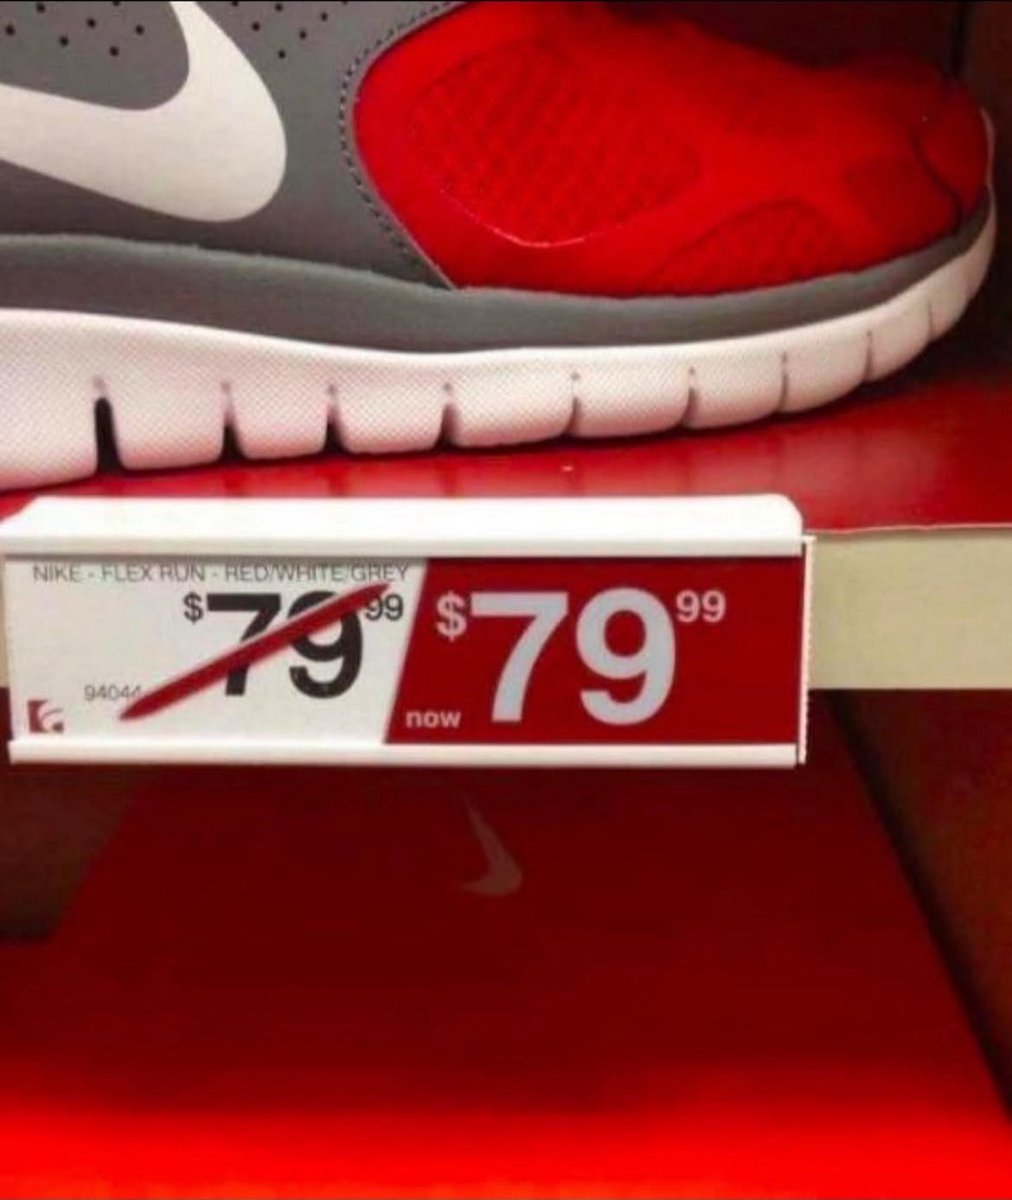 NIKE - FLEX RUN - RED/WHITE/GREY
$79 99
94044
now $79 99